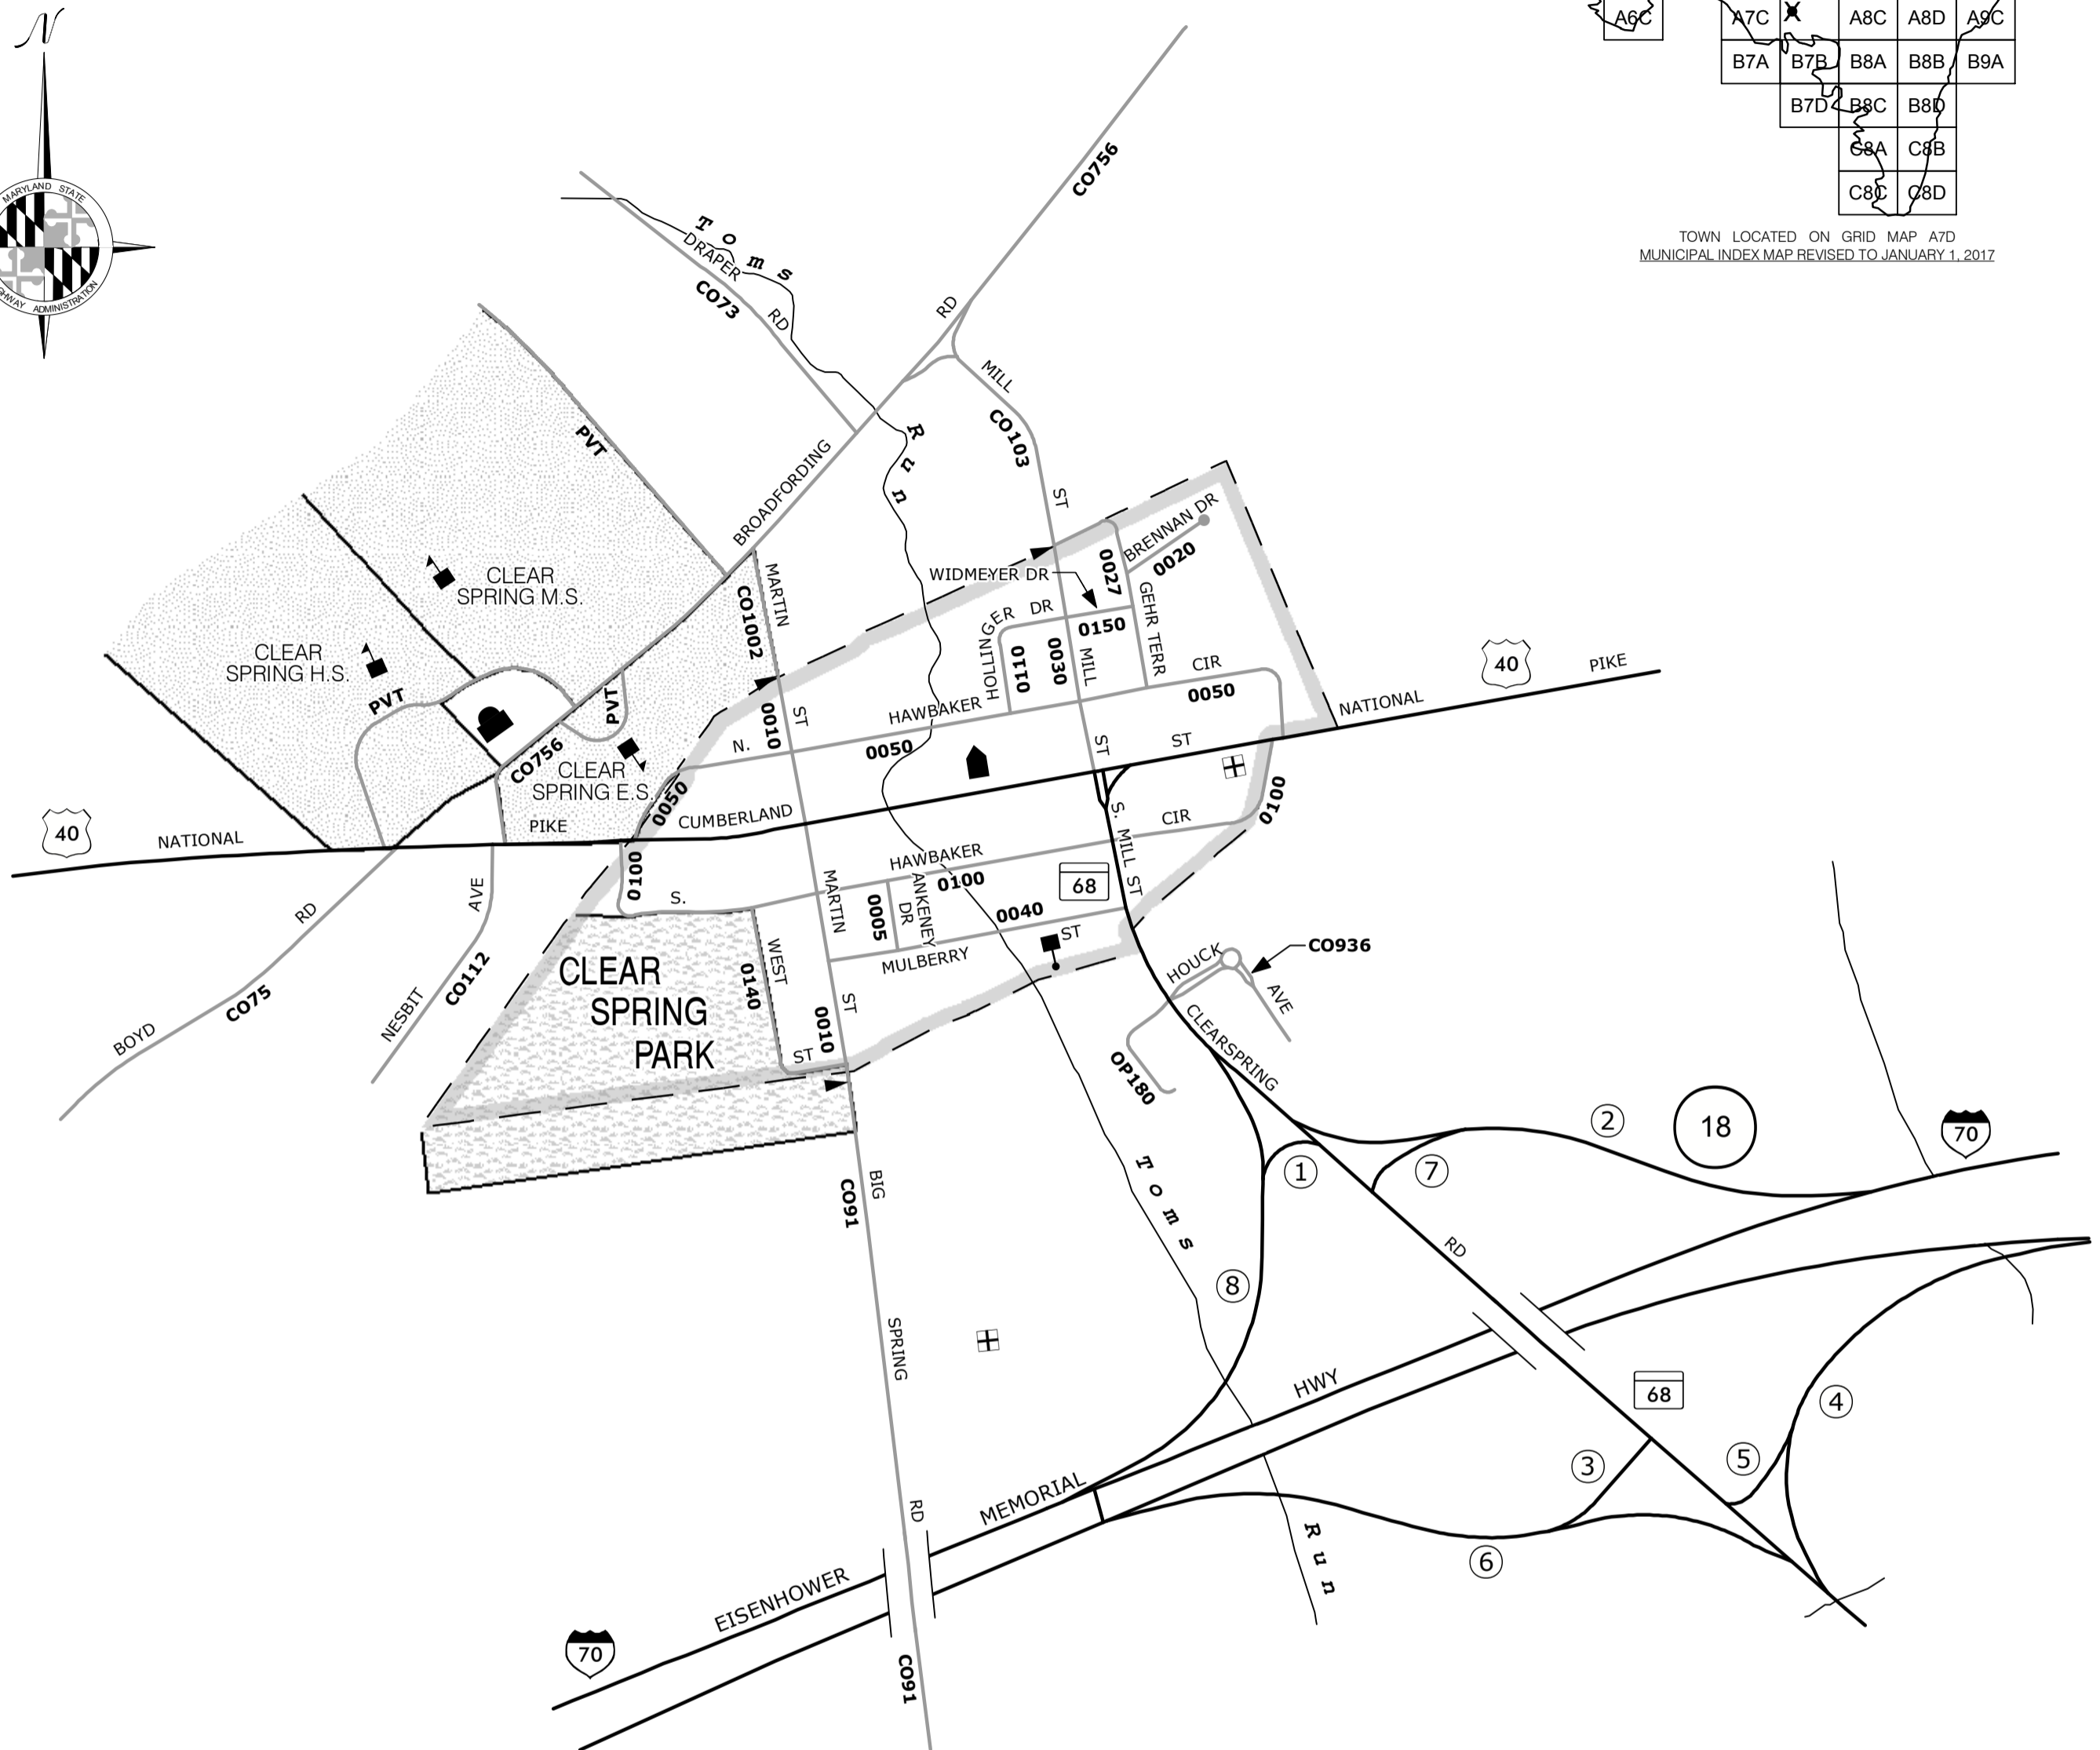 N
MARYLAND STATE
HIGHWAY ADMINISTRATION
A6C
A7C
A8C
A8D
A9C
B7A
B7B
B8A
B8B
B9A
B7D
B8C
B8D
C8A
C8B
C8C
C8D
TOWN LOCATED ON GRID MAP A7D
MUNICIPAL INDEX MAP REVISED TO JANUARY 1, 2017
CO756
Toms
DRAPER
RD
CO73
RD
MILL
CO103
ST
Run
PVT
BROADFORDING
BRENNAN DR
0020
0027
WIDMEYER DR
GEHR TERR
CLEAR
SPRING M.S.
MARTIN
CO1002
HOLLINGER DR
0110
0030
MILL
0150
CLEAR
SPRING H.S.
PVT
PVT
CO756
CLEAR
SPRING E.S.
ST
0010
N.
HAWBAKER
0050
CIR
0050
0050
40
NATIONAL
PIKE
ST
ST
40
NATIONAL
PIKE
CUMBERLAND
S. MILL ST
CIR
0100
0100
S.
HAWBAKER
0100
68
MARTIN
0005
ANKENEY
DR
0040
MULBERRY
ST
AVE
NESBIT
CO112
RD
CO75
BOYD
CLEAR
SPRING
PARK
WEST
0140
ST
ST
0010
HOUCK
AVE
CO936
OP180
CLEARSPRING
RD
BIG
CO91
SPRING
RD
CO91
Toms
Run
1
2
7
18
70
8
68
4
5
3
6
HWY
MEMORIAL
EISENHOWER
70